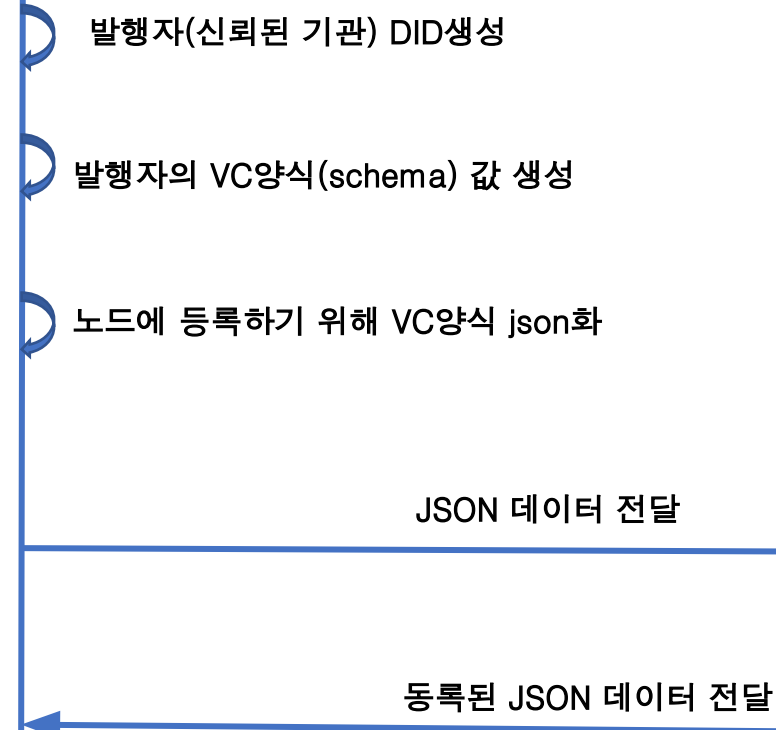 발행자(신뢰된 기관) DID생성
발행자의 VC양식(schema) 값 생성
노드에 등록하기 위해 VC양식 json화
JSON 데이터 전달
동록된 JSON 데이터 전달